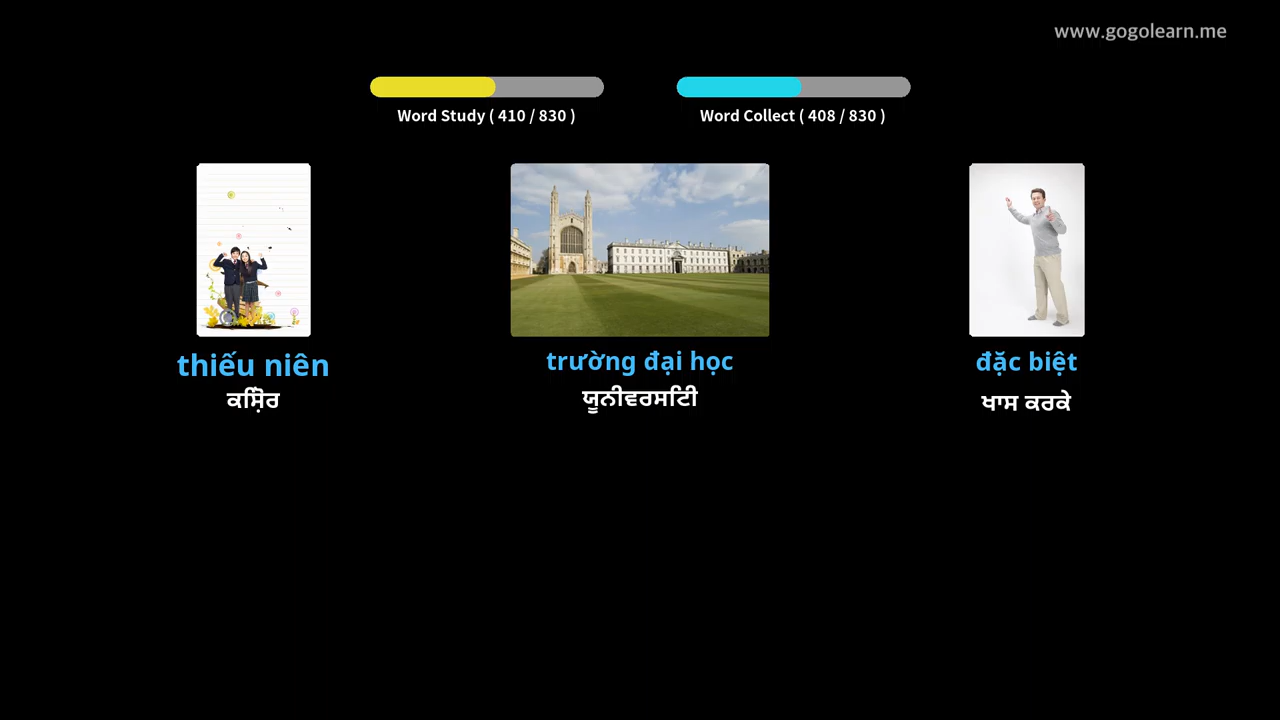 www.gogolearn.me
Word Study ( 410 / 830 )
Word Collect ( 408 / 830 )
thiếu niên
ਕਸ਼ਿੋਰ
trường đại học
ਯੂਨੀਵਰਸਟਿੀ
đặc biệt
ਖਾਸ ਕਰਕੇ